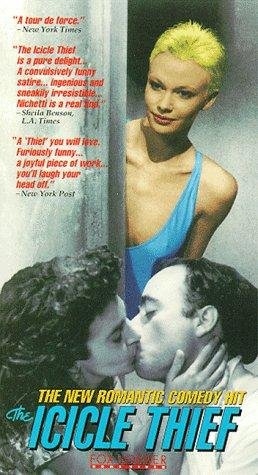 "A tour de force."
– New York Times
"The Icicle Thief
is a pure delight...
A convulsively funny
satire... ingenious and
sneakily irresistible...
Nichetti is a real find."
–Sheila Benson,
L.A. Times
"A 'Thief' you will love.
Furiously funny...
a joyful piece of work...
you'll laugh your
head off."
–New York Post
THE NEW ROMANTIC COMEDY HIT
The
ICICLE THIEF